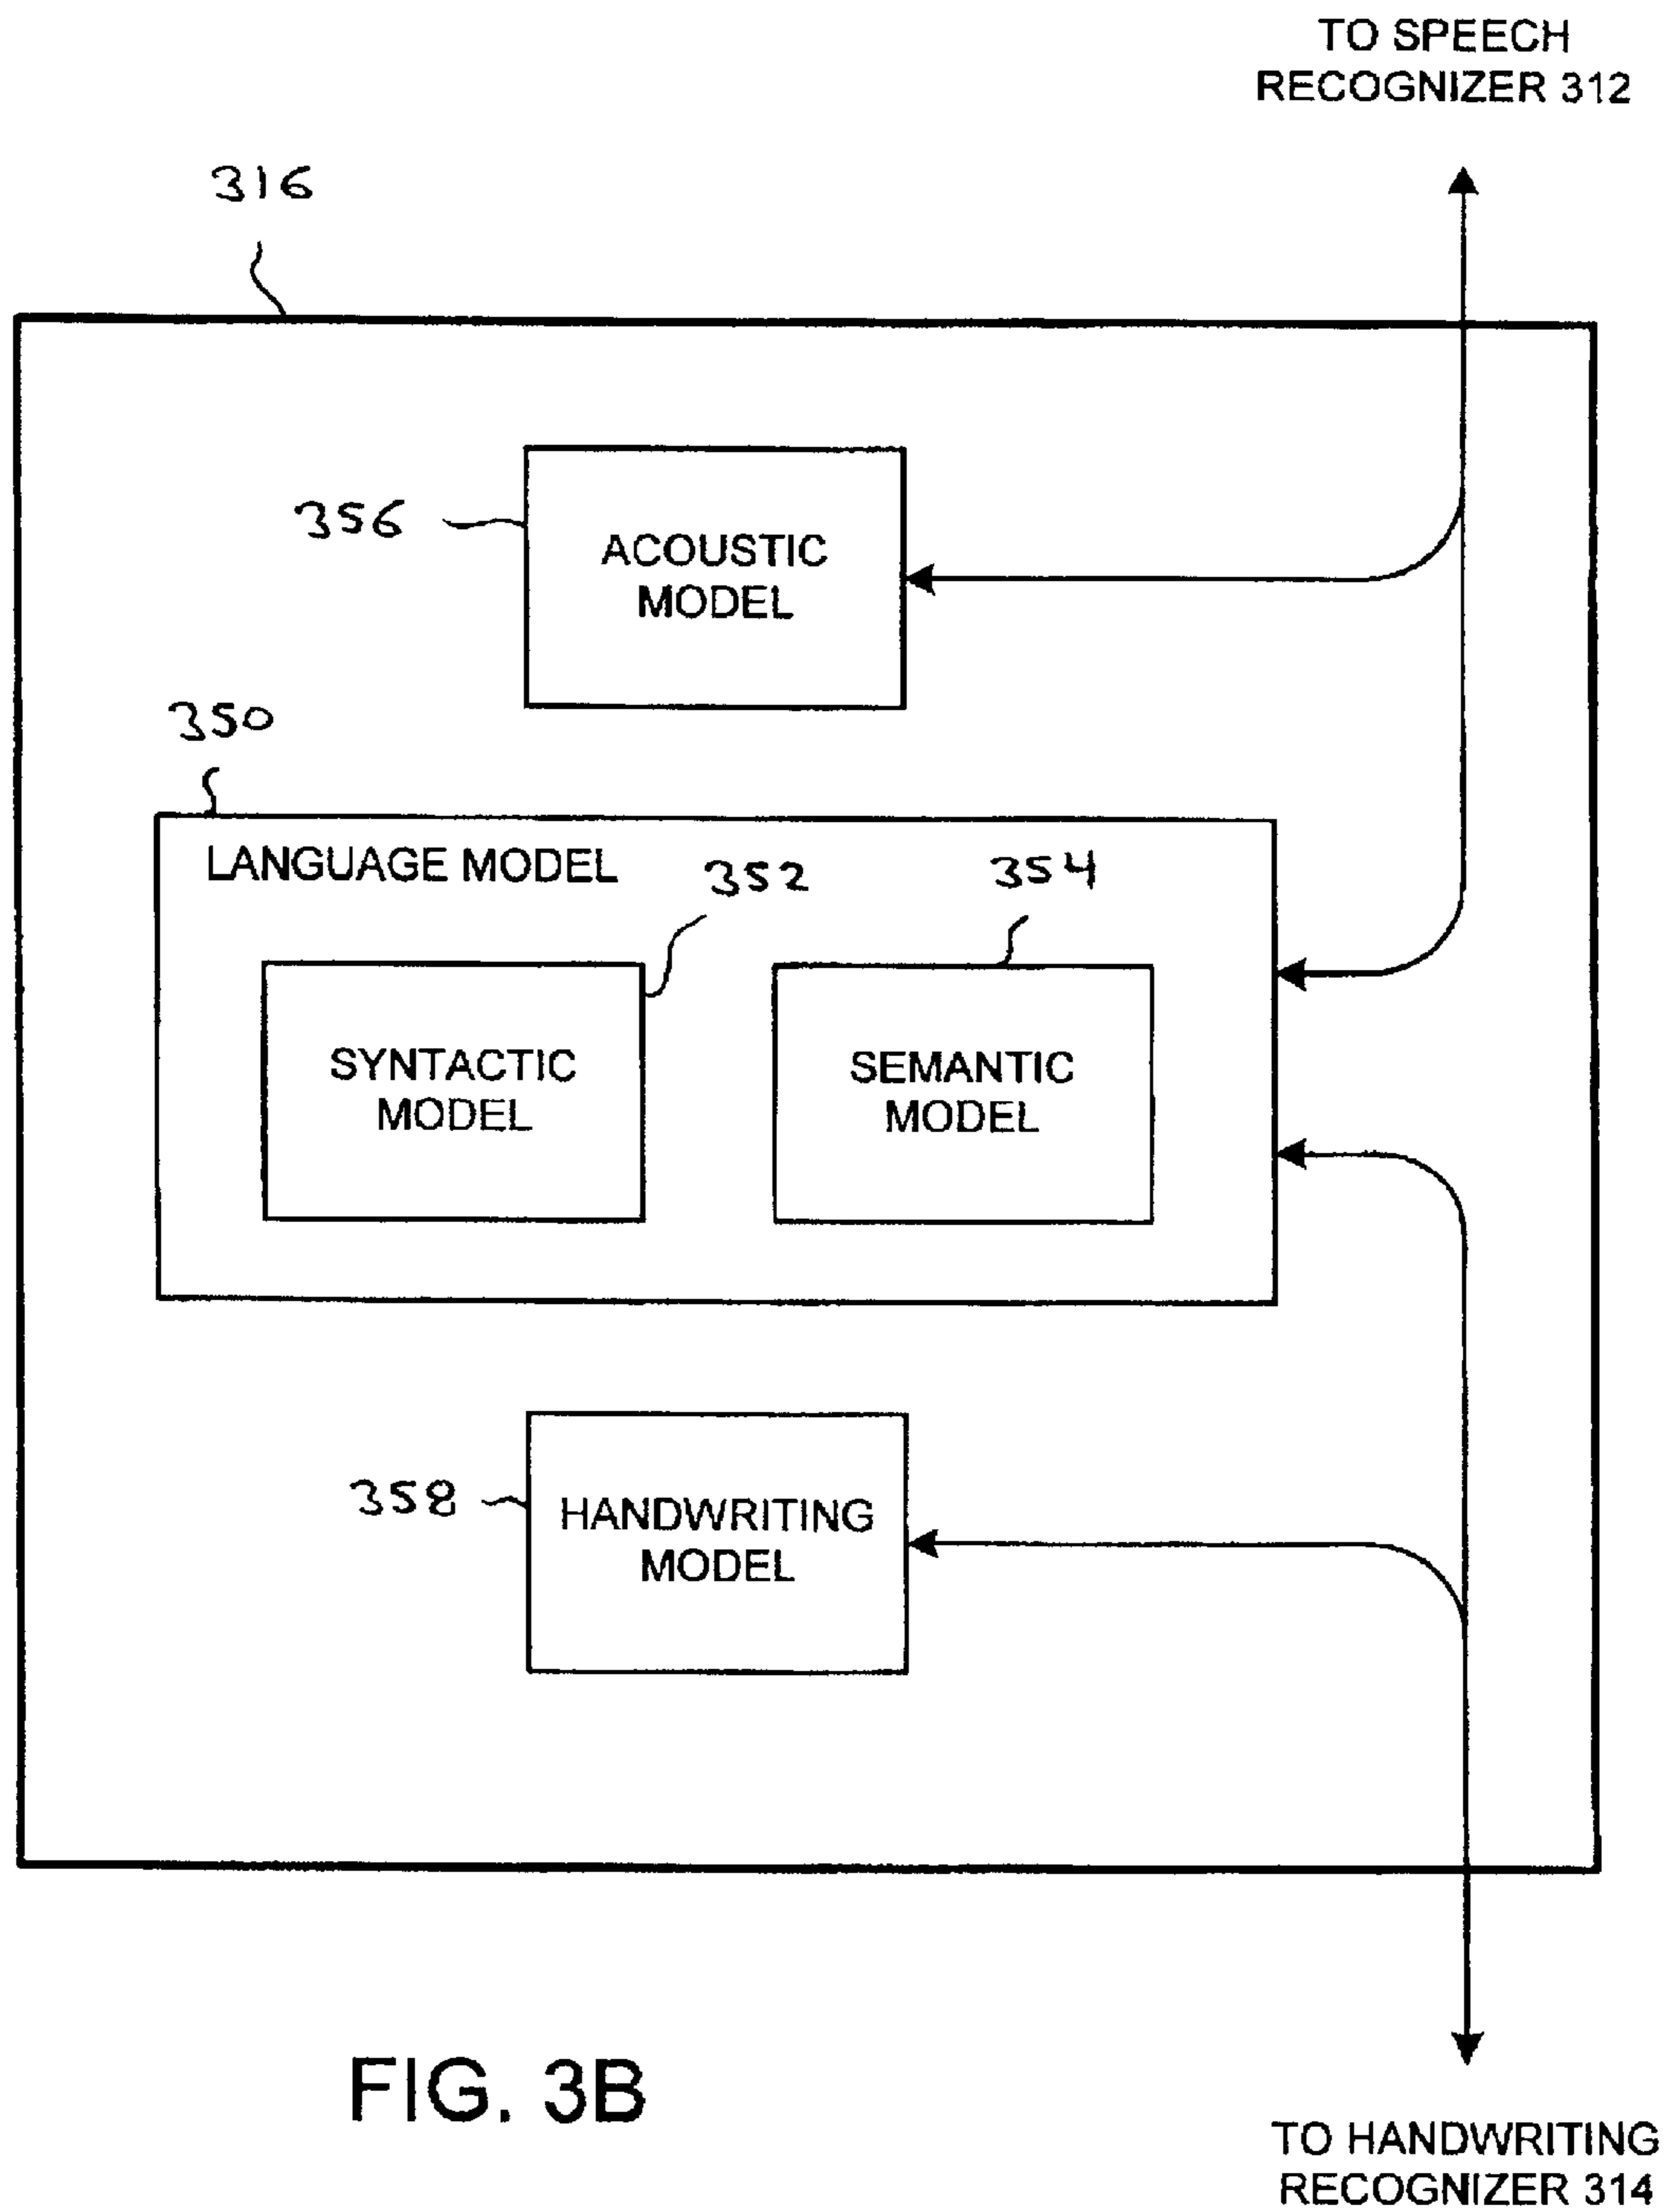 TO SPEECH
RECOGNIZER 312
316
356
ACOUSTIC
MODEL
350
LANGUAGE MODEL
352
354
SYNTACTIC
MODEL
SEMANTIC
MODEL
358
HANDWRITING
MODEL
FIG. 3B
TO HANDWRITING
RECOGNIZER 314